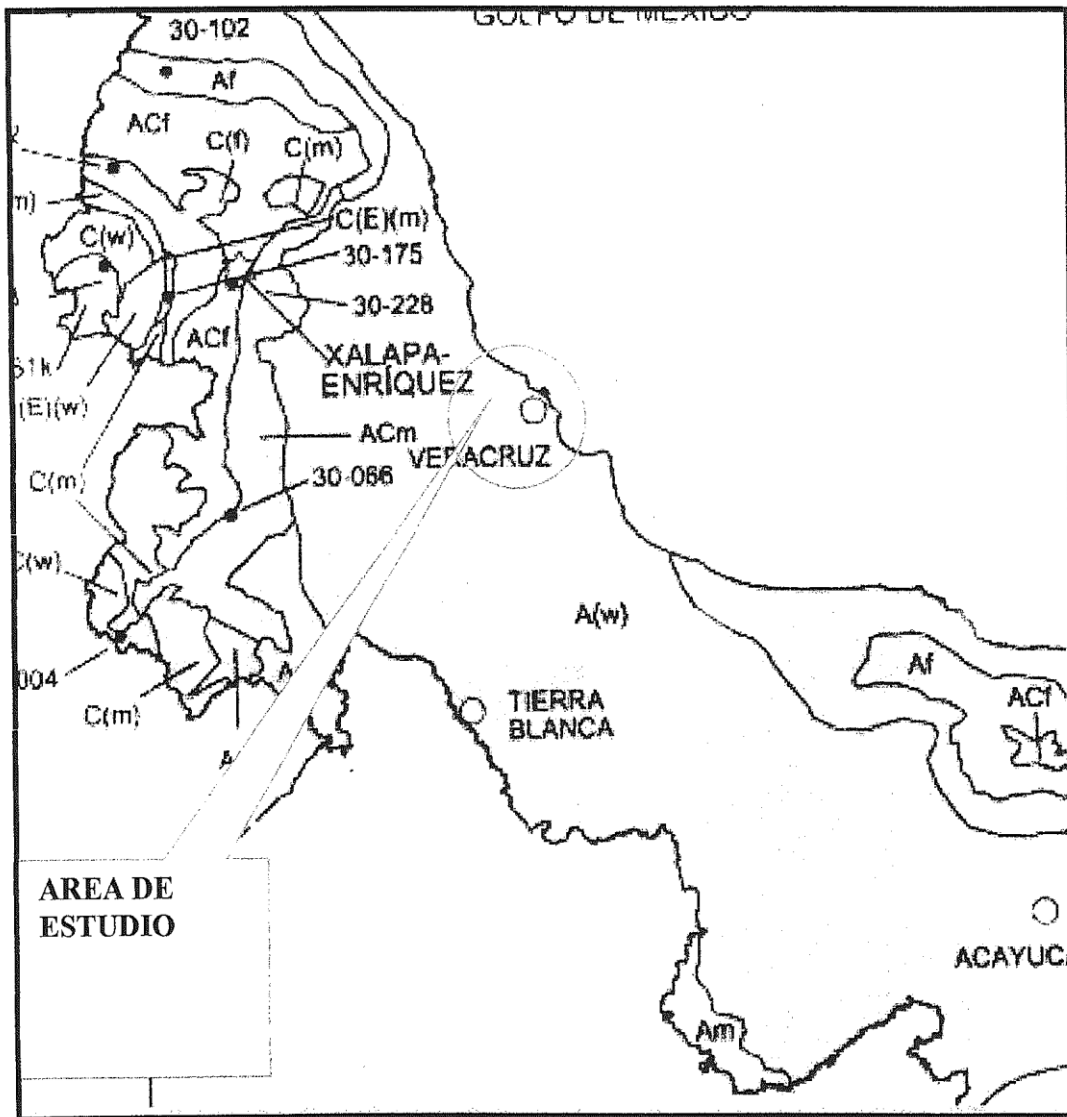 GOLFO DE MEXICO
30-102
Af
ACf
C(f)
C(m)
C(E)(m)
C(w)
30-175
30-228
ACf
XALAPA-
ENRÍQUEZ
(E)(w)
ACm
VERACRUZ
C(m)
30-066
C(w)
A(w)
004
C(m)
A
TIERRA
BLANCA
Af
ACf
AREA DE
ESTUDIO
ACAYUCA
Am